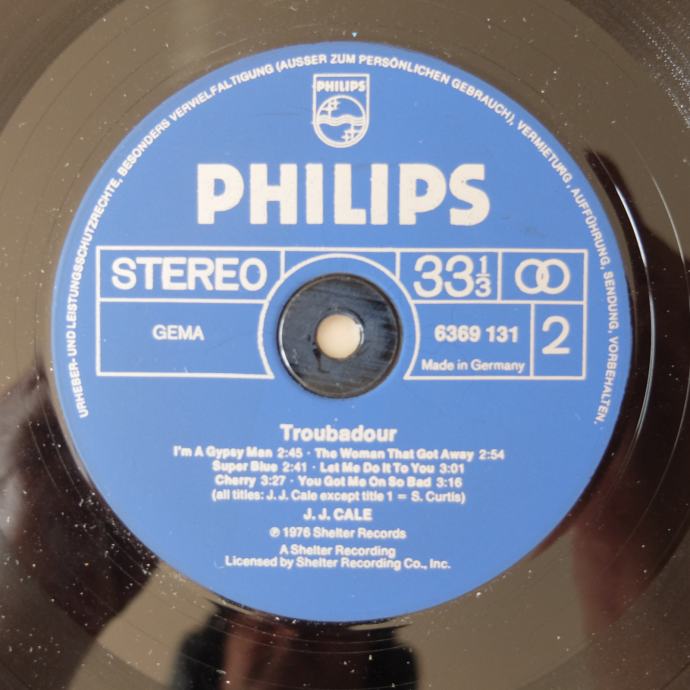 URHEBER- UND LEISTUNGSSCHUTZRECHTE, BESONDERS VERVIELFÄLTIGUNG (AUSSER ZUM PERSÖNLICHEN GEBRAUCH), VERMIETUNG, AUFFÜHRUNG, SENDUNG, VORBEHALTEN.
PHILIPS
PHILIPS
STEREO 33 1/3
GEMA 6369 131 2
Made in Germany
Troubadour
I'm A Gypsy Man 2:45 · The Woman That Got Away 2:54
Super Blue 2:41 · Let Me Do It To You 3:01
Cherry 3:27 · You Got Me On So Bad 3:16
(all titles: J. J. Cale except title 1 = S. Curtis)
J. J. CALE
℗ 1976 Shelter Records
A Shelter Recording
Licensed by Shelter Recording Co., Inc.